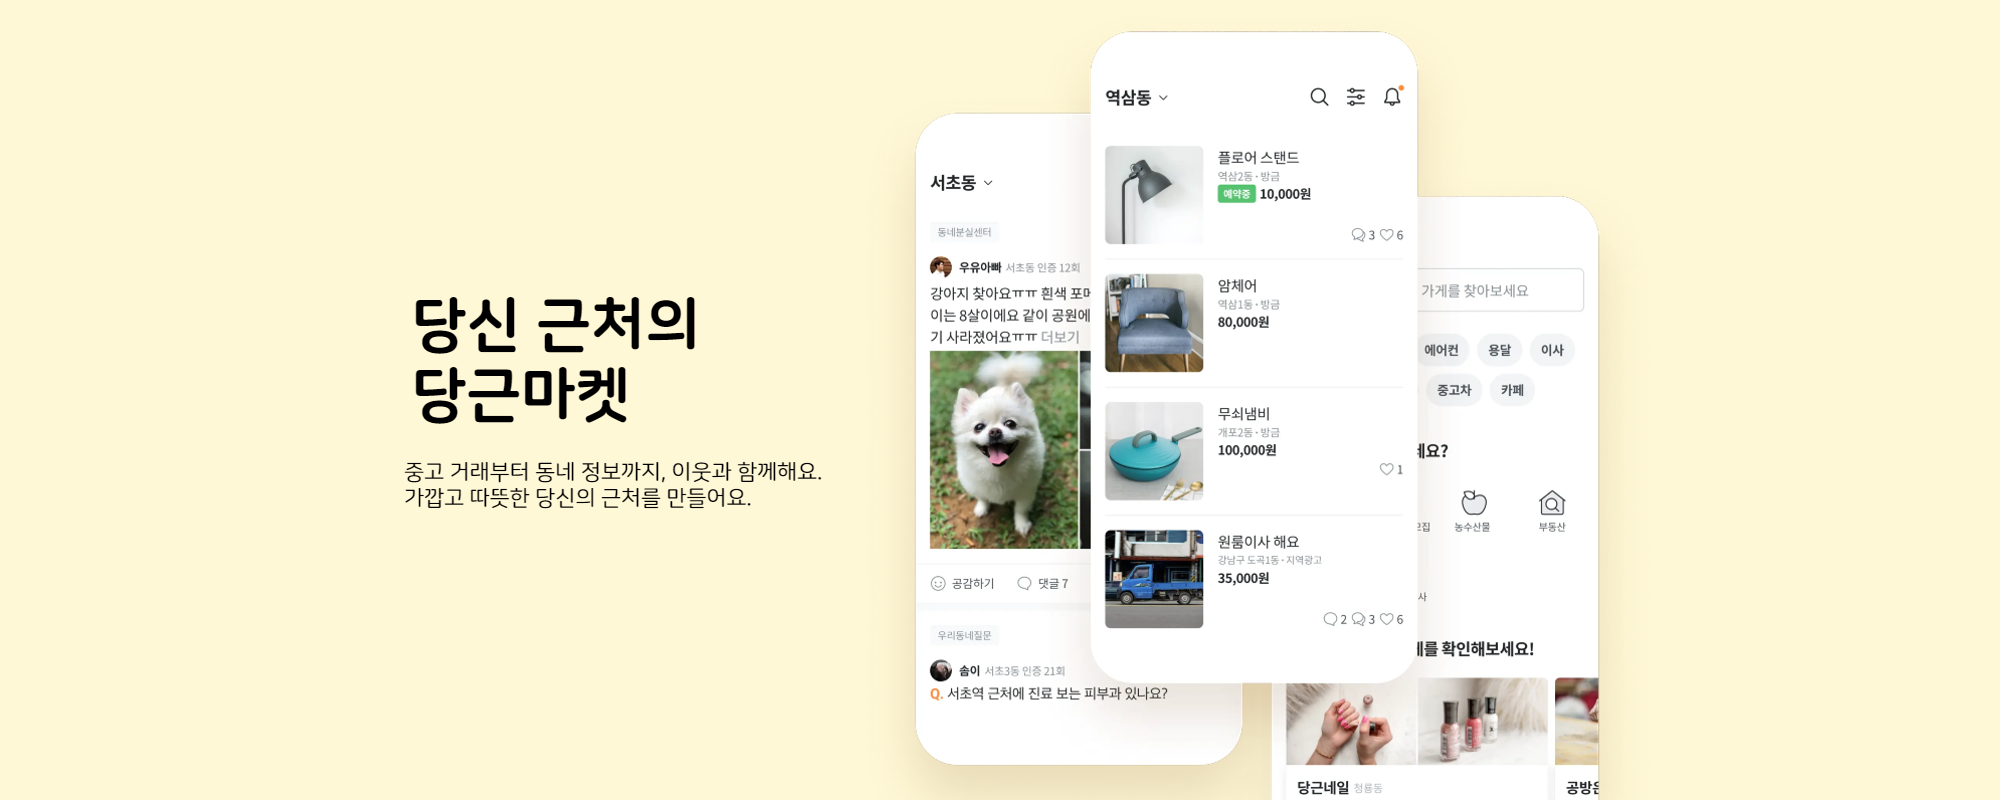 당신 근처의
당근마켓
중고 거래부터 동네 정보까지, 이웃과 함께해요.
가깝고 따뜻한 당신의 근처를 만들어요.
서초동
동네분실센터
우유아빠 서초동 인증 12회
강아지 찾아요ㅠㅠ 흰색 포메
이는 8살이에요 같이 공원에
기 사라졌어요ㅠㅠ 더보기
공감하기 댓글 7
우리동네질문
솜이 서초3동 인증 21회
Q. 서초역 근처에 진료 보는 피부과 있나요?
역삼동
플로어 스탠드
역삼2동 · 방금
예약중 10,000원
3 6
암체어
역삼1동 · 방금
80,000원
무쇠냄비
개포2동 · 방금
100,000원
1
원룸이사 해요
강남구 도곡1동 · 지역광고
35,000원
2 3 6
가게를 찾아보세요
에어컨 용달 이사
중고차 카페
요?
농수산물 부동산
사
를 확인해보세요!
당근네일 청룡동